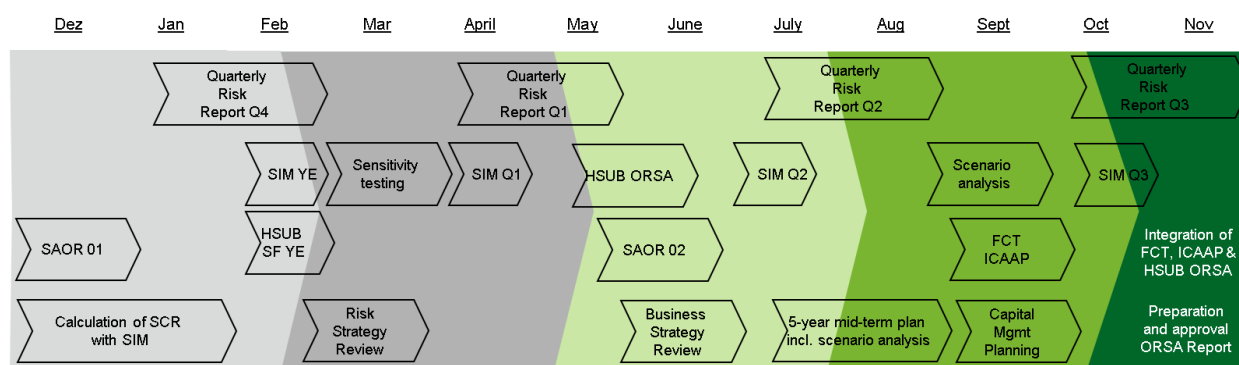 Dez Jan Feb Mar April May June July Aug Sept Oct Nov
Quarterly
Risk
Report Q4
Quarterly
Risk
Report Q1
Quarterly
Risk
Report Q2
Quarterly
Risk
Report Q3
SIM YE
Sensitivity
testing
SIM Q1
HSUB ORSA
SIM Q2
Scenario
analysis
SIM Q3
SAOR 01
HSUB
SF YE
SAOR 02
FCT
ICAAP
Integration of
FCT, ICAAP &
HSUB ORSA
Calculation of SCR
with SIM
Risk
Strategy
Review
Business
Strategy
Review
5-year mid-term plan
incl. scenario analysis
Capital
Mgmt
Planning
Preparation
and approval
ORSA Report